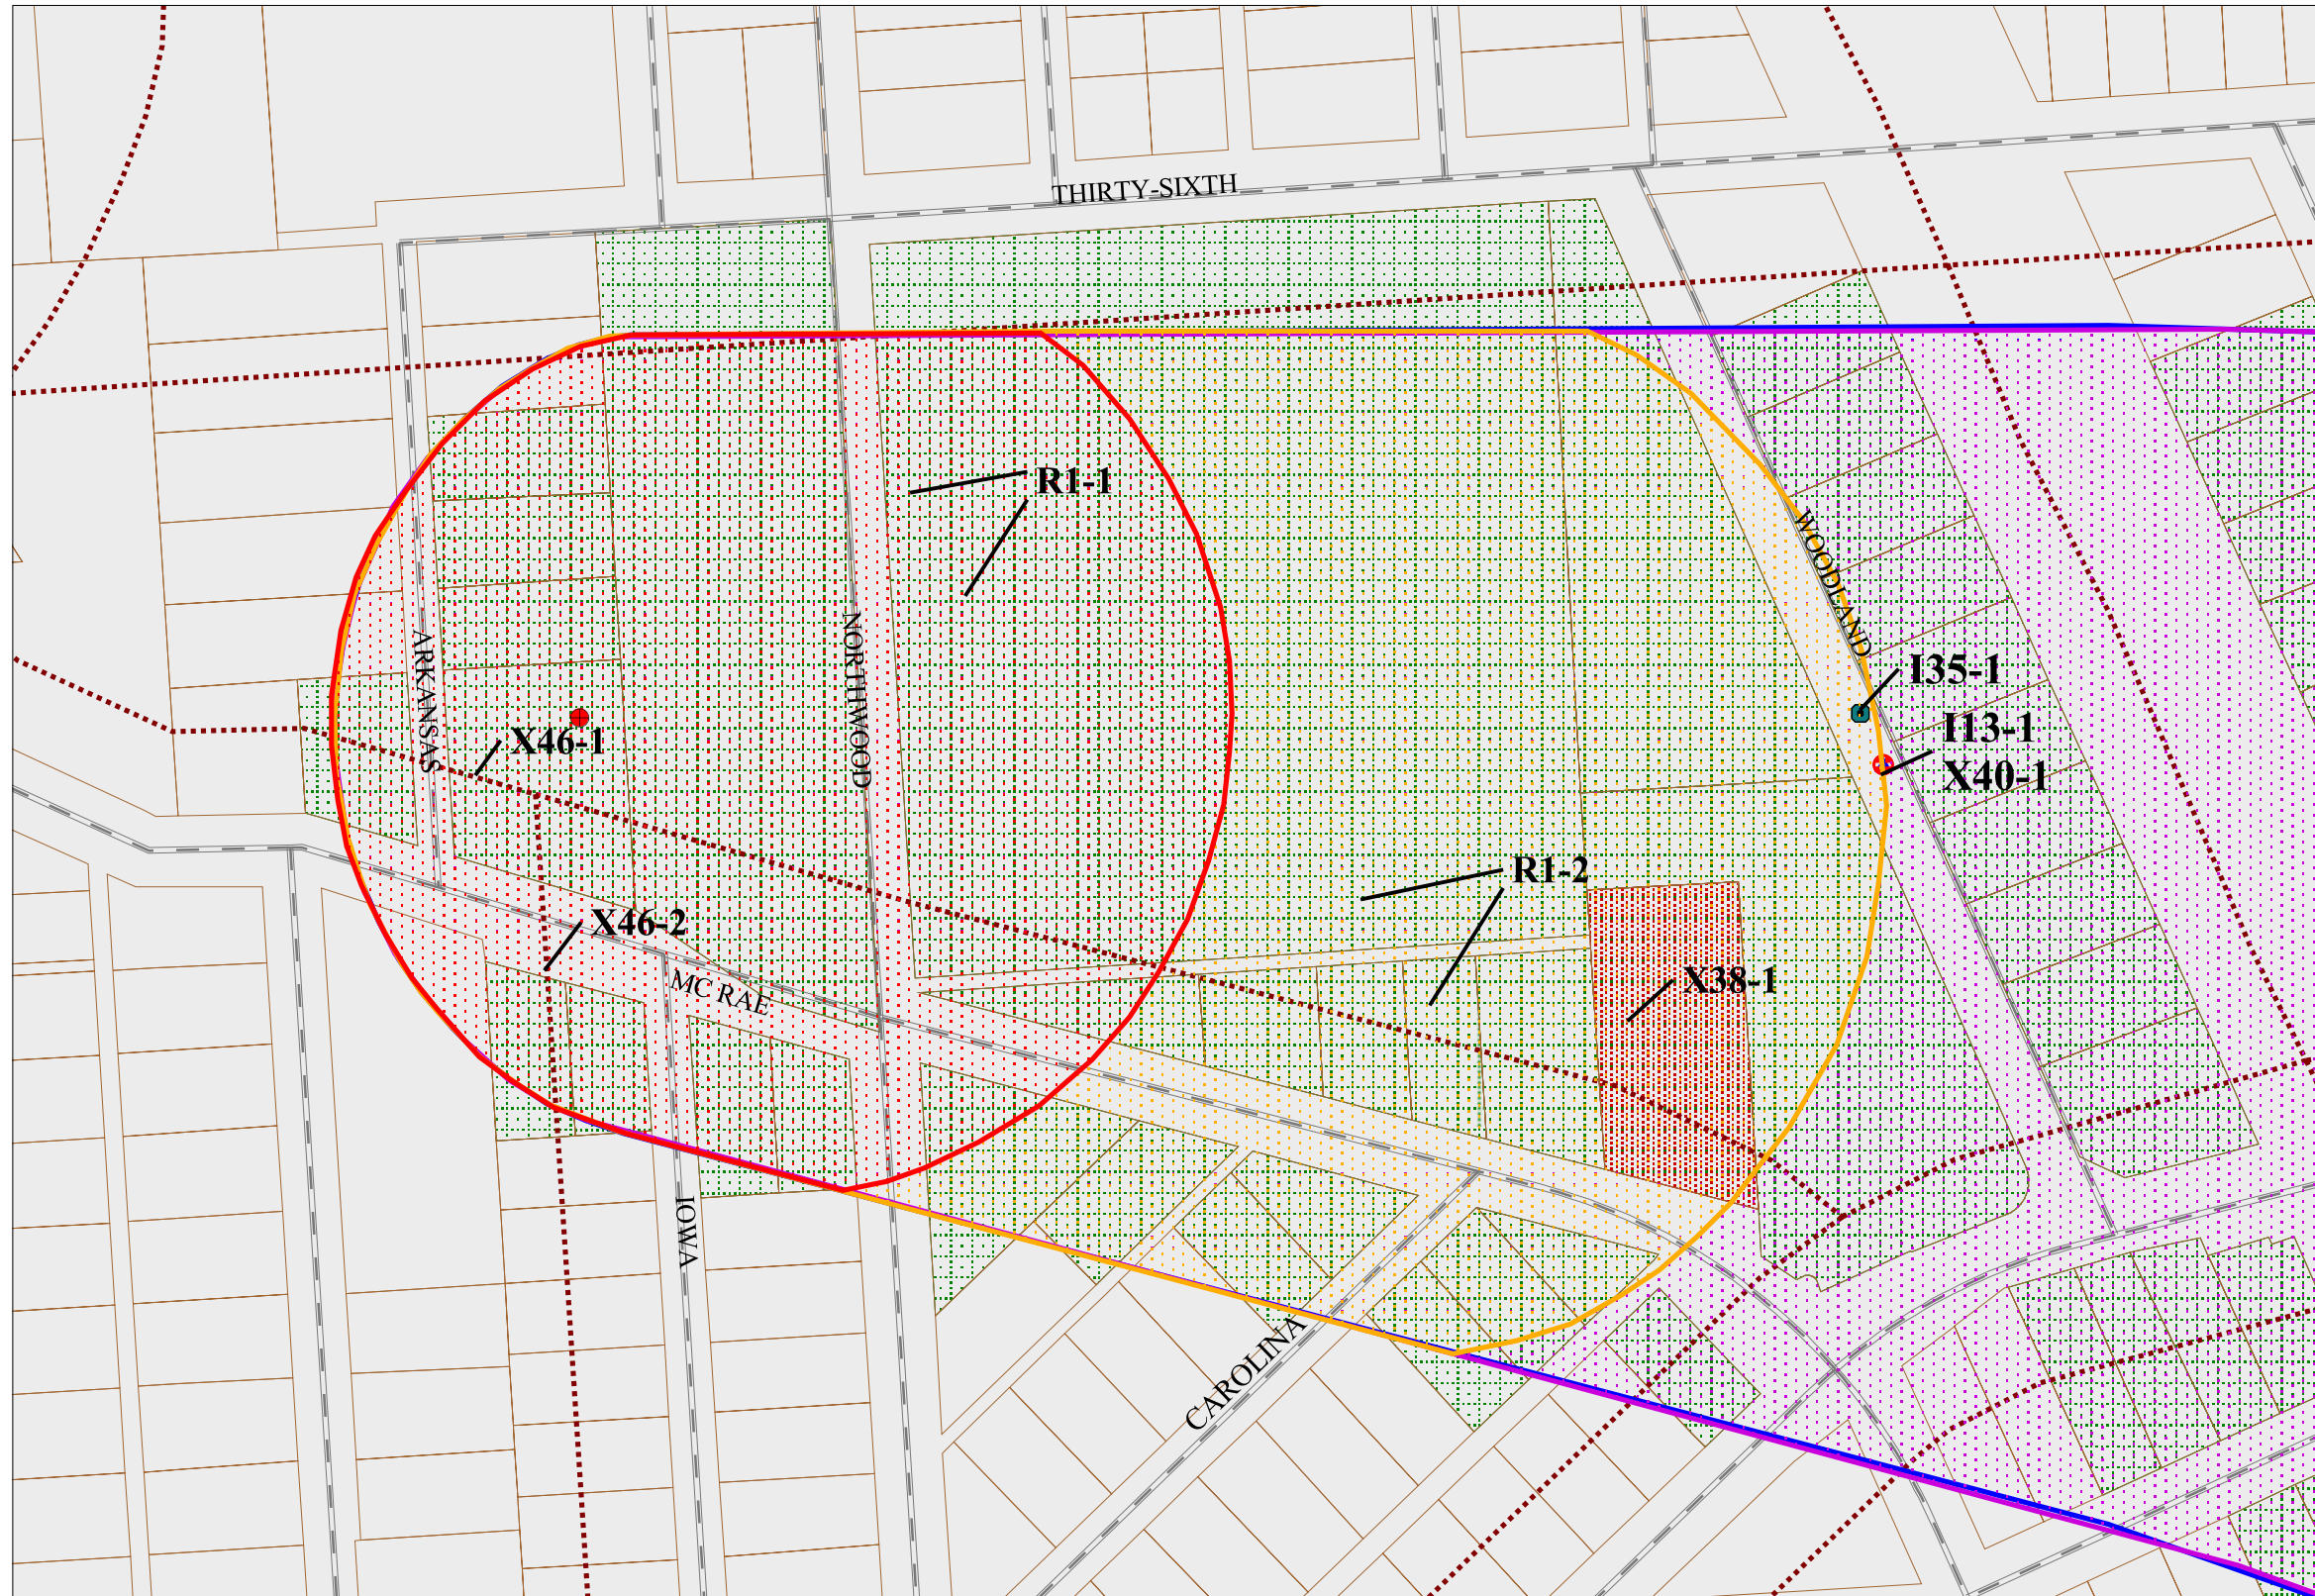 THIRTY-SIXTH
R1-1
WOODLAND
ARKANSAS
NORTHWOOD
I35-1
X46-1
I13-1
X40-1
R1-2
X46-2
MC RAE
X38-1
IOWA
CAROLINA